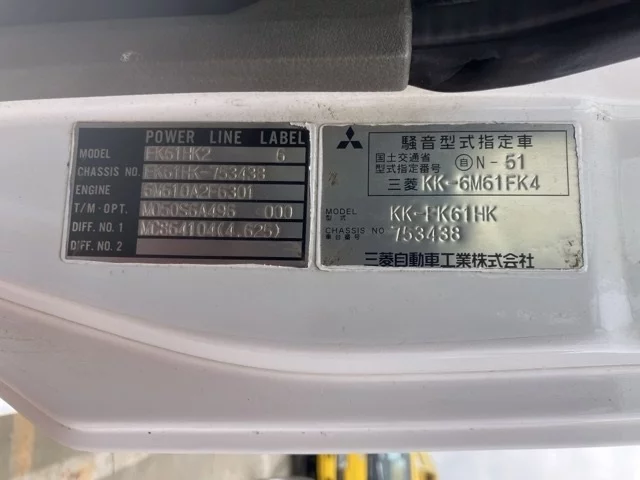 POWER LINE LABEL
MODEL FK61HK2 6
CHASSIS NO. FK61HK-753438
ENGINE 6M610A2F6301
T/M-OPT. M050S6A495 000
DIFF. NO. 1 MC864104(4.625)
DIFF. NO. 2
騒音型式指定車
国土交通省
型式指定番号 自 N-51
三菱 KK-6M61FK4
MODEL
型式 KK-FK61HK
CHASSIS NO
車台番号 753438
三菱自動車工業株式会社